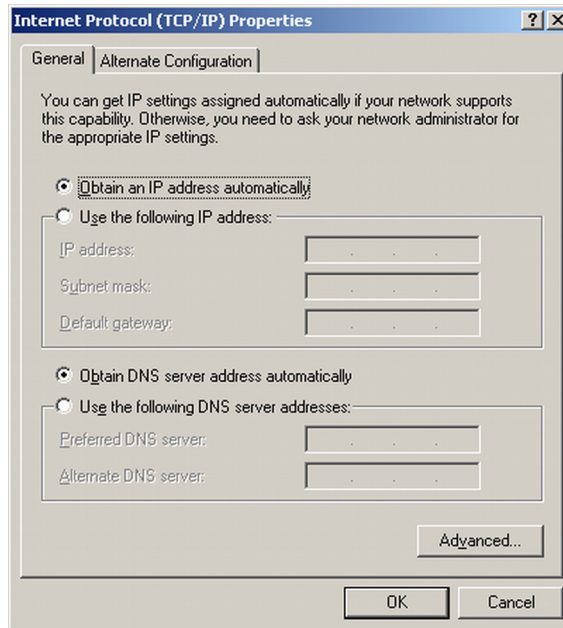 Internet Protocol (TCP/IP) Properties
General
Alternate Configuration
You can get IP settings assigned automatically if your network supports
this capability. Otherwise, you need to ask your network administrator for
the appropriate IP settings.
Obtain an IP address automatically
Use the following IP address:
IP address:
Subnet mask:
Default gateway:
Obtain DNS server address automatically
Use the following DNS server addresses:
Preferred DNS server:
Alternate DNS server:
Advanced...
OK
Cancel